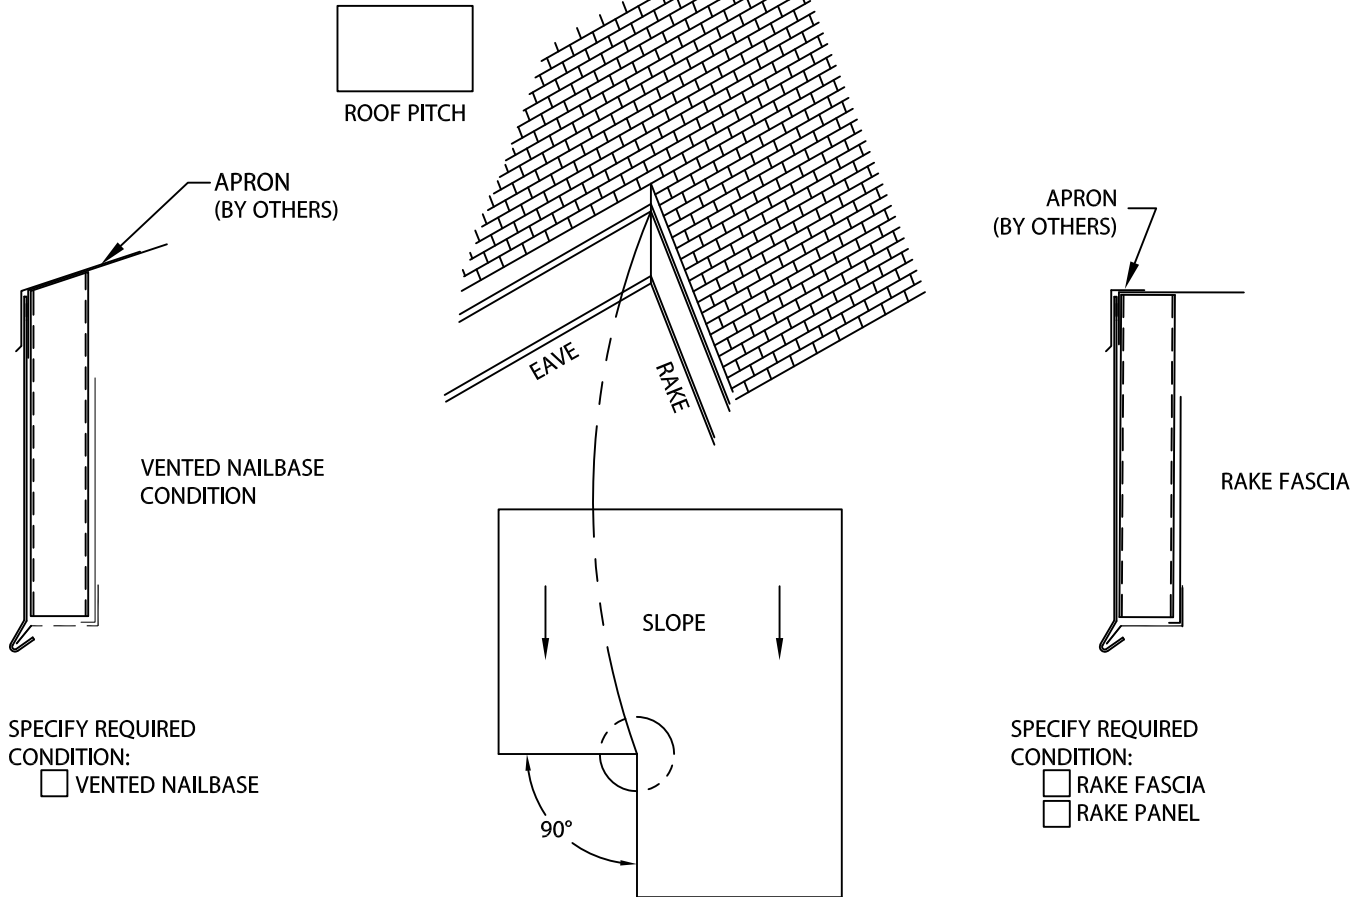 ROOF PITCH
APRON
(BY OTHERS)
APRON
(BY OTHERS)
EAVE
RAKE
VENTED NAILBASE
CONDITION
RAKE FASCIA
SLOPE
SPECIFY REQUIRED
CONDITION:
VENTED NAILBASE
90°
SPECIFY REQUIRED
CONDITION:
RAKE FASCIA
RAKE PANEL